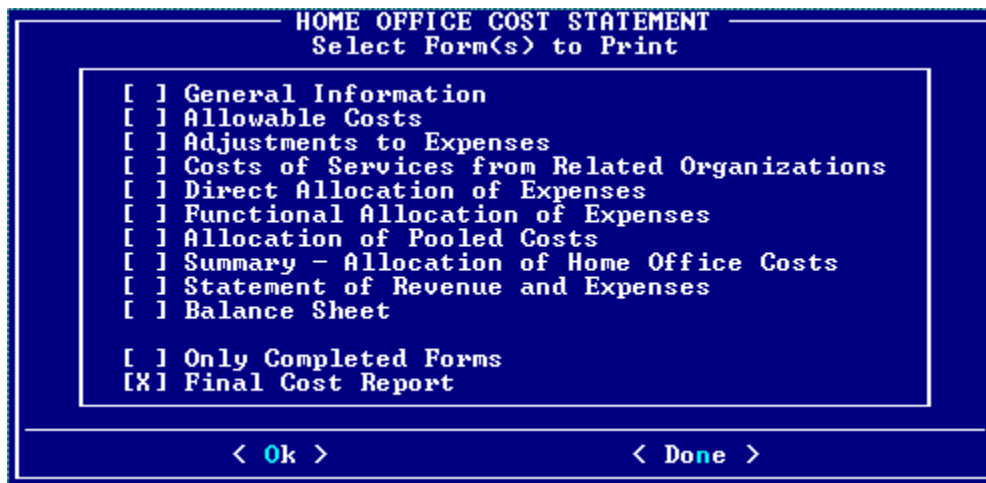 HOME OFFICE COST STATEMENT
Select Form(s) to Print
[ ] General Information
[ ] Allowable Costs
[ ] Adjustments to Expenses
[ ] Costs of Services from Related Organizations
[ ] Direct Allocation of Expenses
[ ] Functional Allocation of Expenses
[ ] Allocation of Pooled Costs
[ ] Summary - Allocation of Home Office Costs
[ ] Statement of Revenue and Expenses
[ ] Balance Sheet
[ ] Only Completed Forms
[X] Final Cost Report
< Ok > < Done >